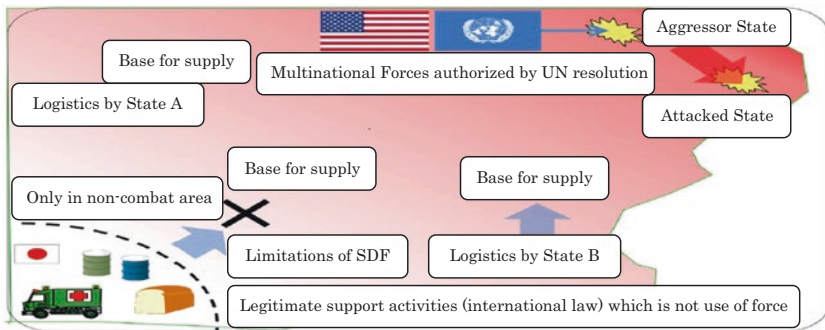 Aggressor State
Base for supply
Multinational Forces authorized by UN resolution
Logistics by State A
Attacked State
Base for supply
Base for supply
Only in non-combat area
Limitations of SDF
Logistics by State B
Legitimate support activities (international law) which is not use of force